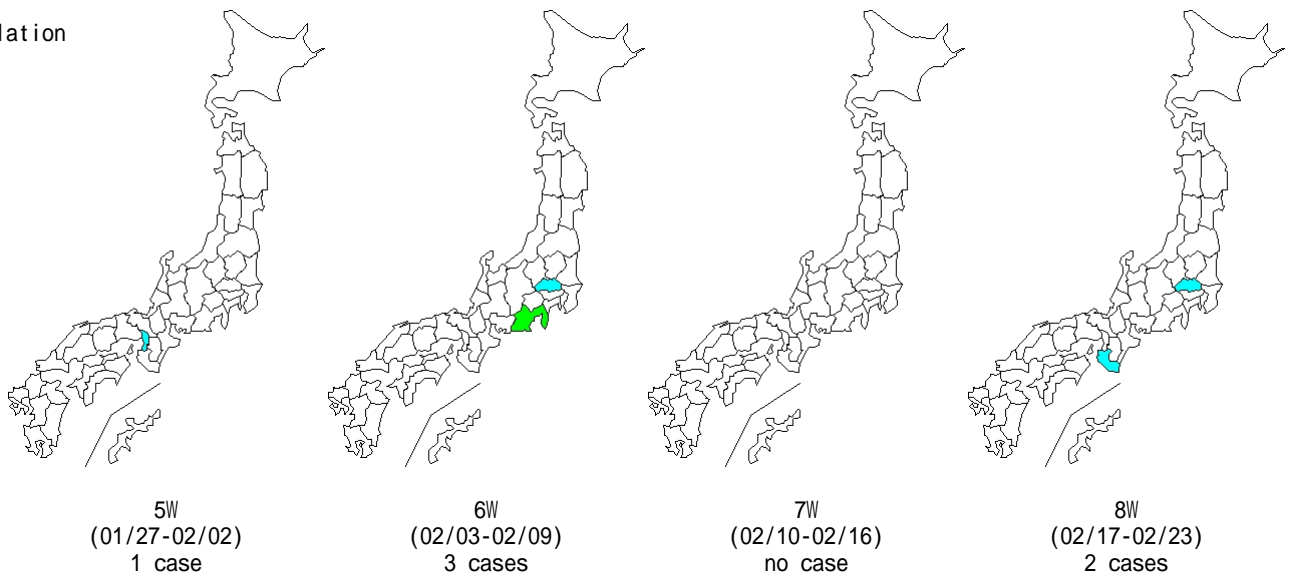 5W
(01/27-02/02)
1 case
6W
(02/03-02/09)
3 cases
7W
(02/10-02/16)
no case
8W
(02/17-02/23)
2 cases